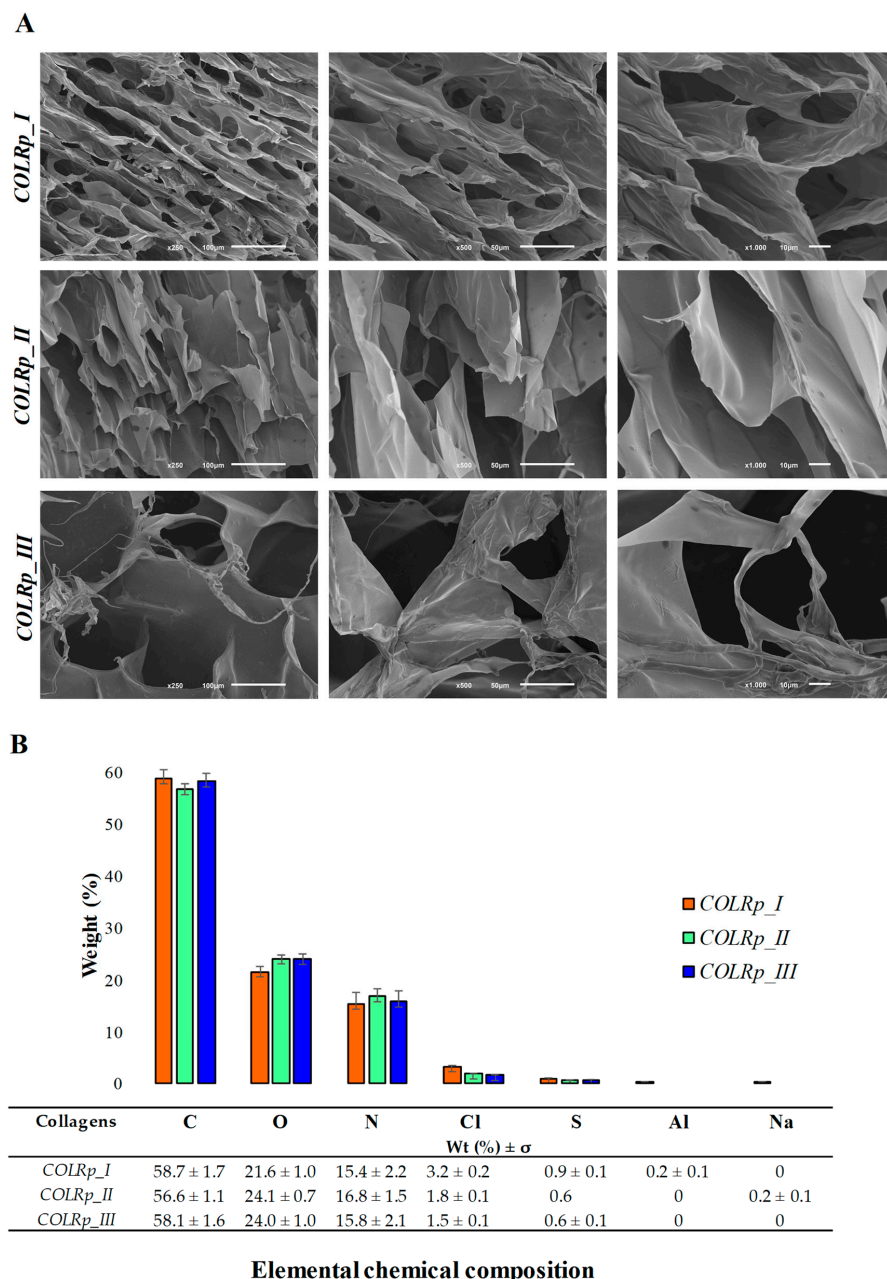 A
COLRp_I
x250 100µm
x500 50µm
x1.000 10µm
COLRp_II
x250 100µm
x500 50µm
x1.000 10µm
COLRp_III
x250 100µm
x500 50µm
x1.000 10µm
B
Weight (%)
60
50
40
30
20
10
0
COLRp_I
COLRp_II
COLRp_III
Collagens C O N Cl S Al Na
Wt (%) ± σ
COLRp_I 58.7 ± 1.7 21.6 ± 1.0 15.4 ± 2.2 3.2 ± 0.2 0.9 ± 0.1 0.2 ± 0.1 0
COLRp_II 56.6 ± 1.1 24.1 ± 0.7 16.8 ± 1.5 1.8 ± 0.1 0.6 0 0.2 ± 0.1
COLRp_III 58.1 ± 1.6 24.0 ± 1.0 15.8 ± 2.1 1.5 ± 0.1 0.6 ± 0.1 0 0
Elemental chemical composition